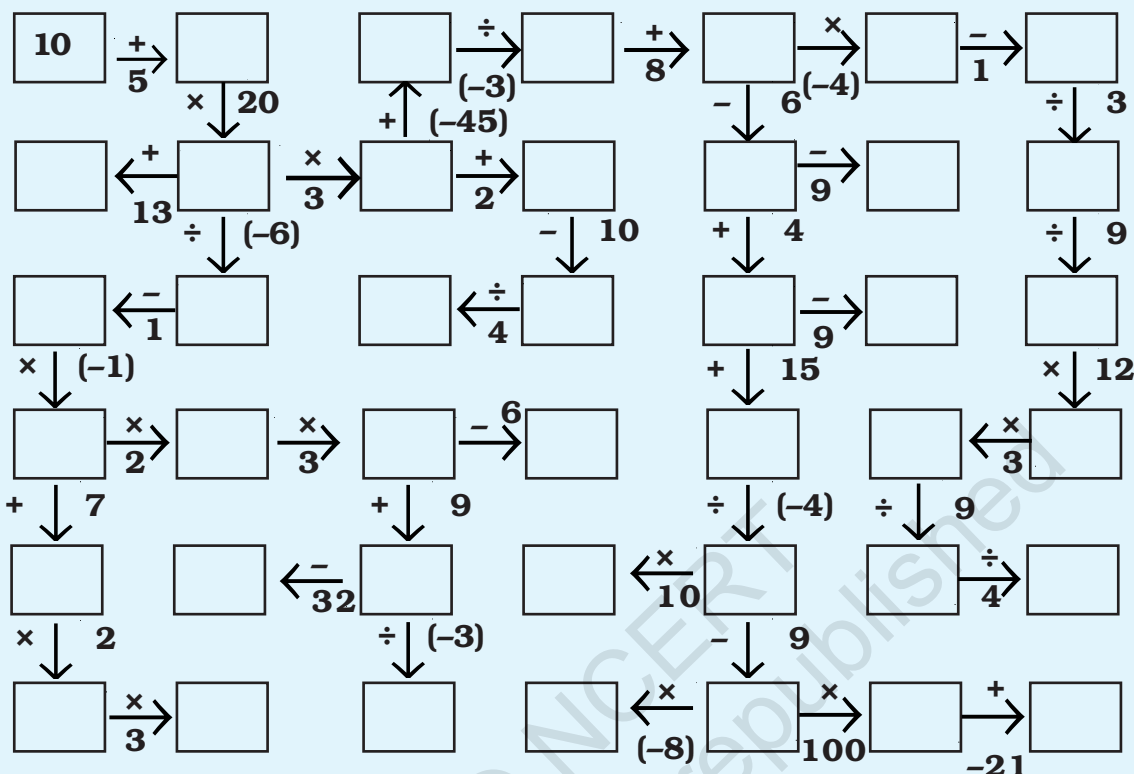 10 + 5 ÷ (–3) + 8 × (–4) – 1
× 20 + (–45) – 6 ÷ 3
+ 13 × 3 + 2 – 9
÷ (–6) – 10 + 4 ÷ 9
– 1 ÷ 4 – 9
× (–1) + 15 × 12
× 2 × 3 – 6 × 3
+ 7 + 9 ÷ (–4) ÷ 9
– 32 × 10 ÷ 4
× 2 ÷ (–3) – 9
× 3 × (–8) × 100 + –21
NCERT
republished